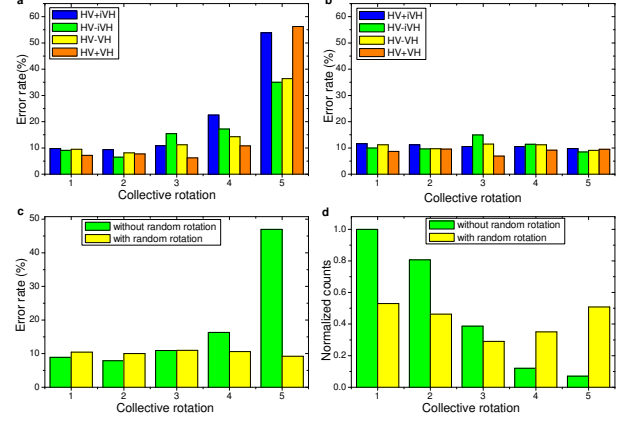 a
HV+iVH
HV-iVH
HV-VH
HV+VH
Error rate(%)
60
50
40
30
20
10
0
1 2 3 4 5
Collective rotation
b
HV+iVH
HV-iVH
HV-VH
HV+VH
Error rate (%)
60
50
40
30
20
10
0
1 2 3 4 5
Collective rotation
c
without random rotation
with random rotation
Error rate (%)
50
40
30
20
10
0
1 2 3 4 5
Collective rotation
d
without random rotation
with random rotation
Normalized counts
1.0
0.8
0.6
0.4
0.2
0.0
1 2 3 4 5
Collective rotation